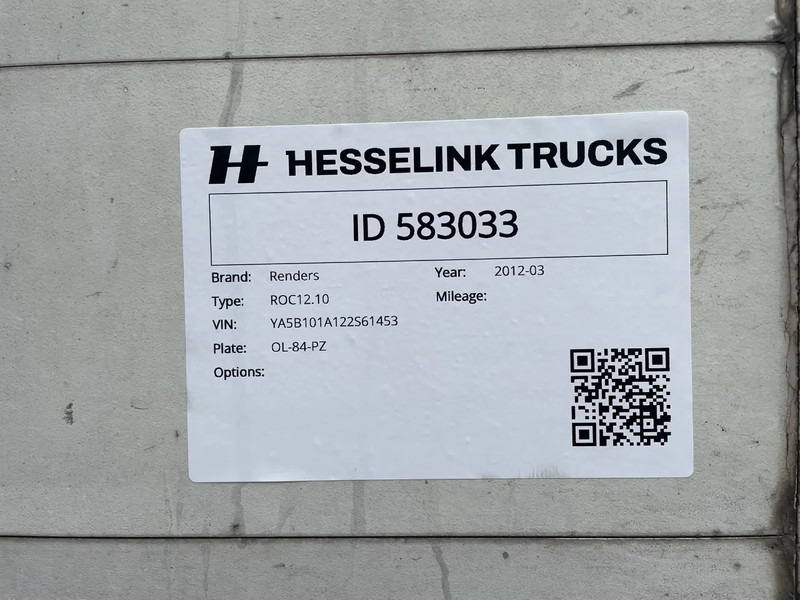 H HESSELINK TRUCKS
ID 583033
Brand: Renders Year: 2012-03
Type: ROC12.10 Mileage:
VIN: YA5B101A122S61453
Plate: OL-84-PZ
Options: